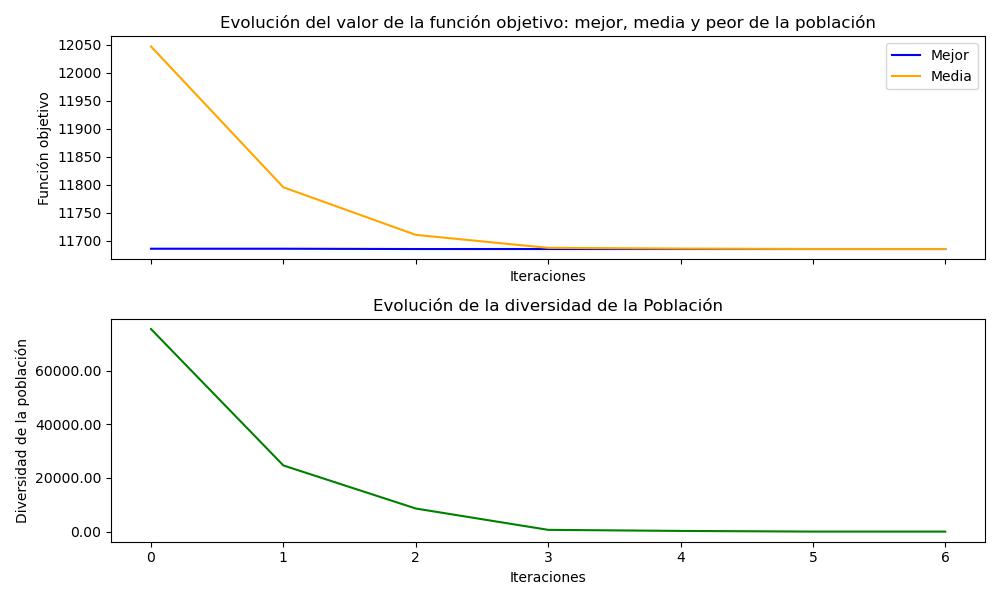 Evolución del valor de la función objetivo: mejor, media y peor de la población
Función objetivo
12050
12000
11950
11900
11850
11800
11750
11700
Mejor
Media
Iteraciones
Evolución de la diversidad de la Población
Diversidad de la población
60000.00
40000.00
20000.00
0.00
0 1 2 3 4 5 6
Iteraciones